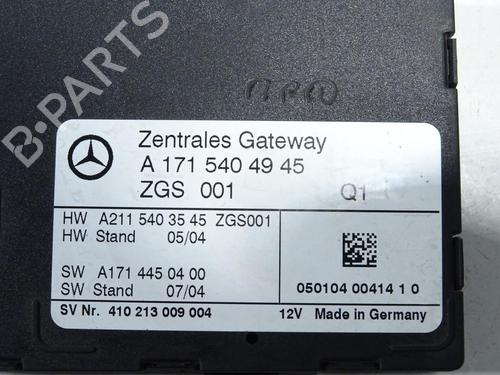 B-PARTS
Zentrales Gateway
A 171 540 49 45
ZGS 001 Q1
HW A211 540 35 45 ZGS001
HW Stand 05/04
SW A171 445 04 00
SW Stand 07/04
050104 00414 1 0
SV Nr. 410 213 009 004 12V Made in Germany